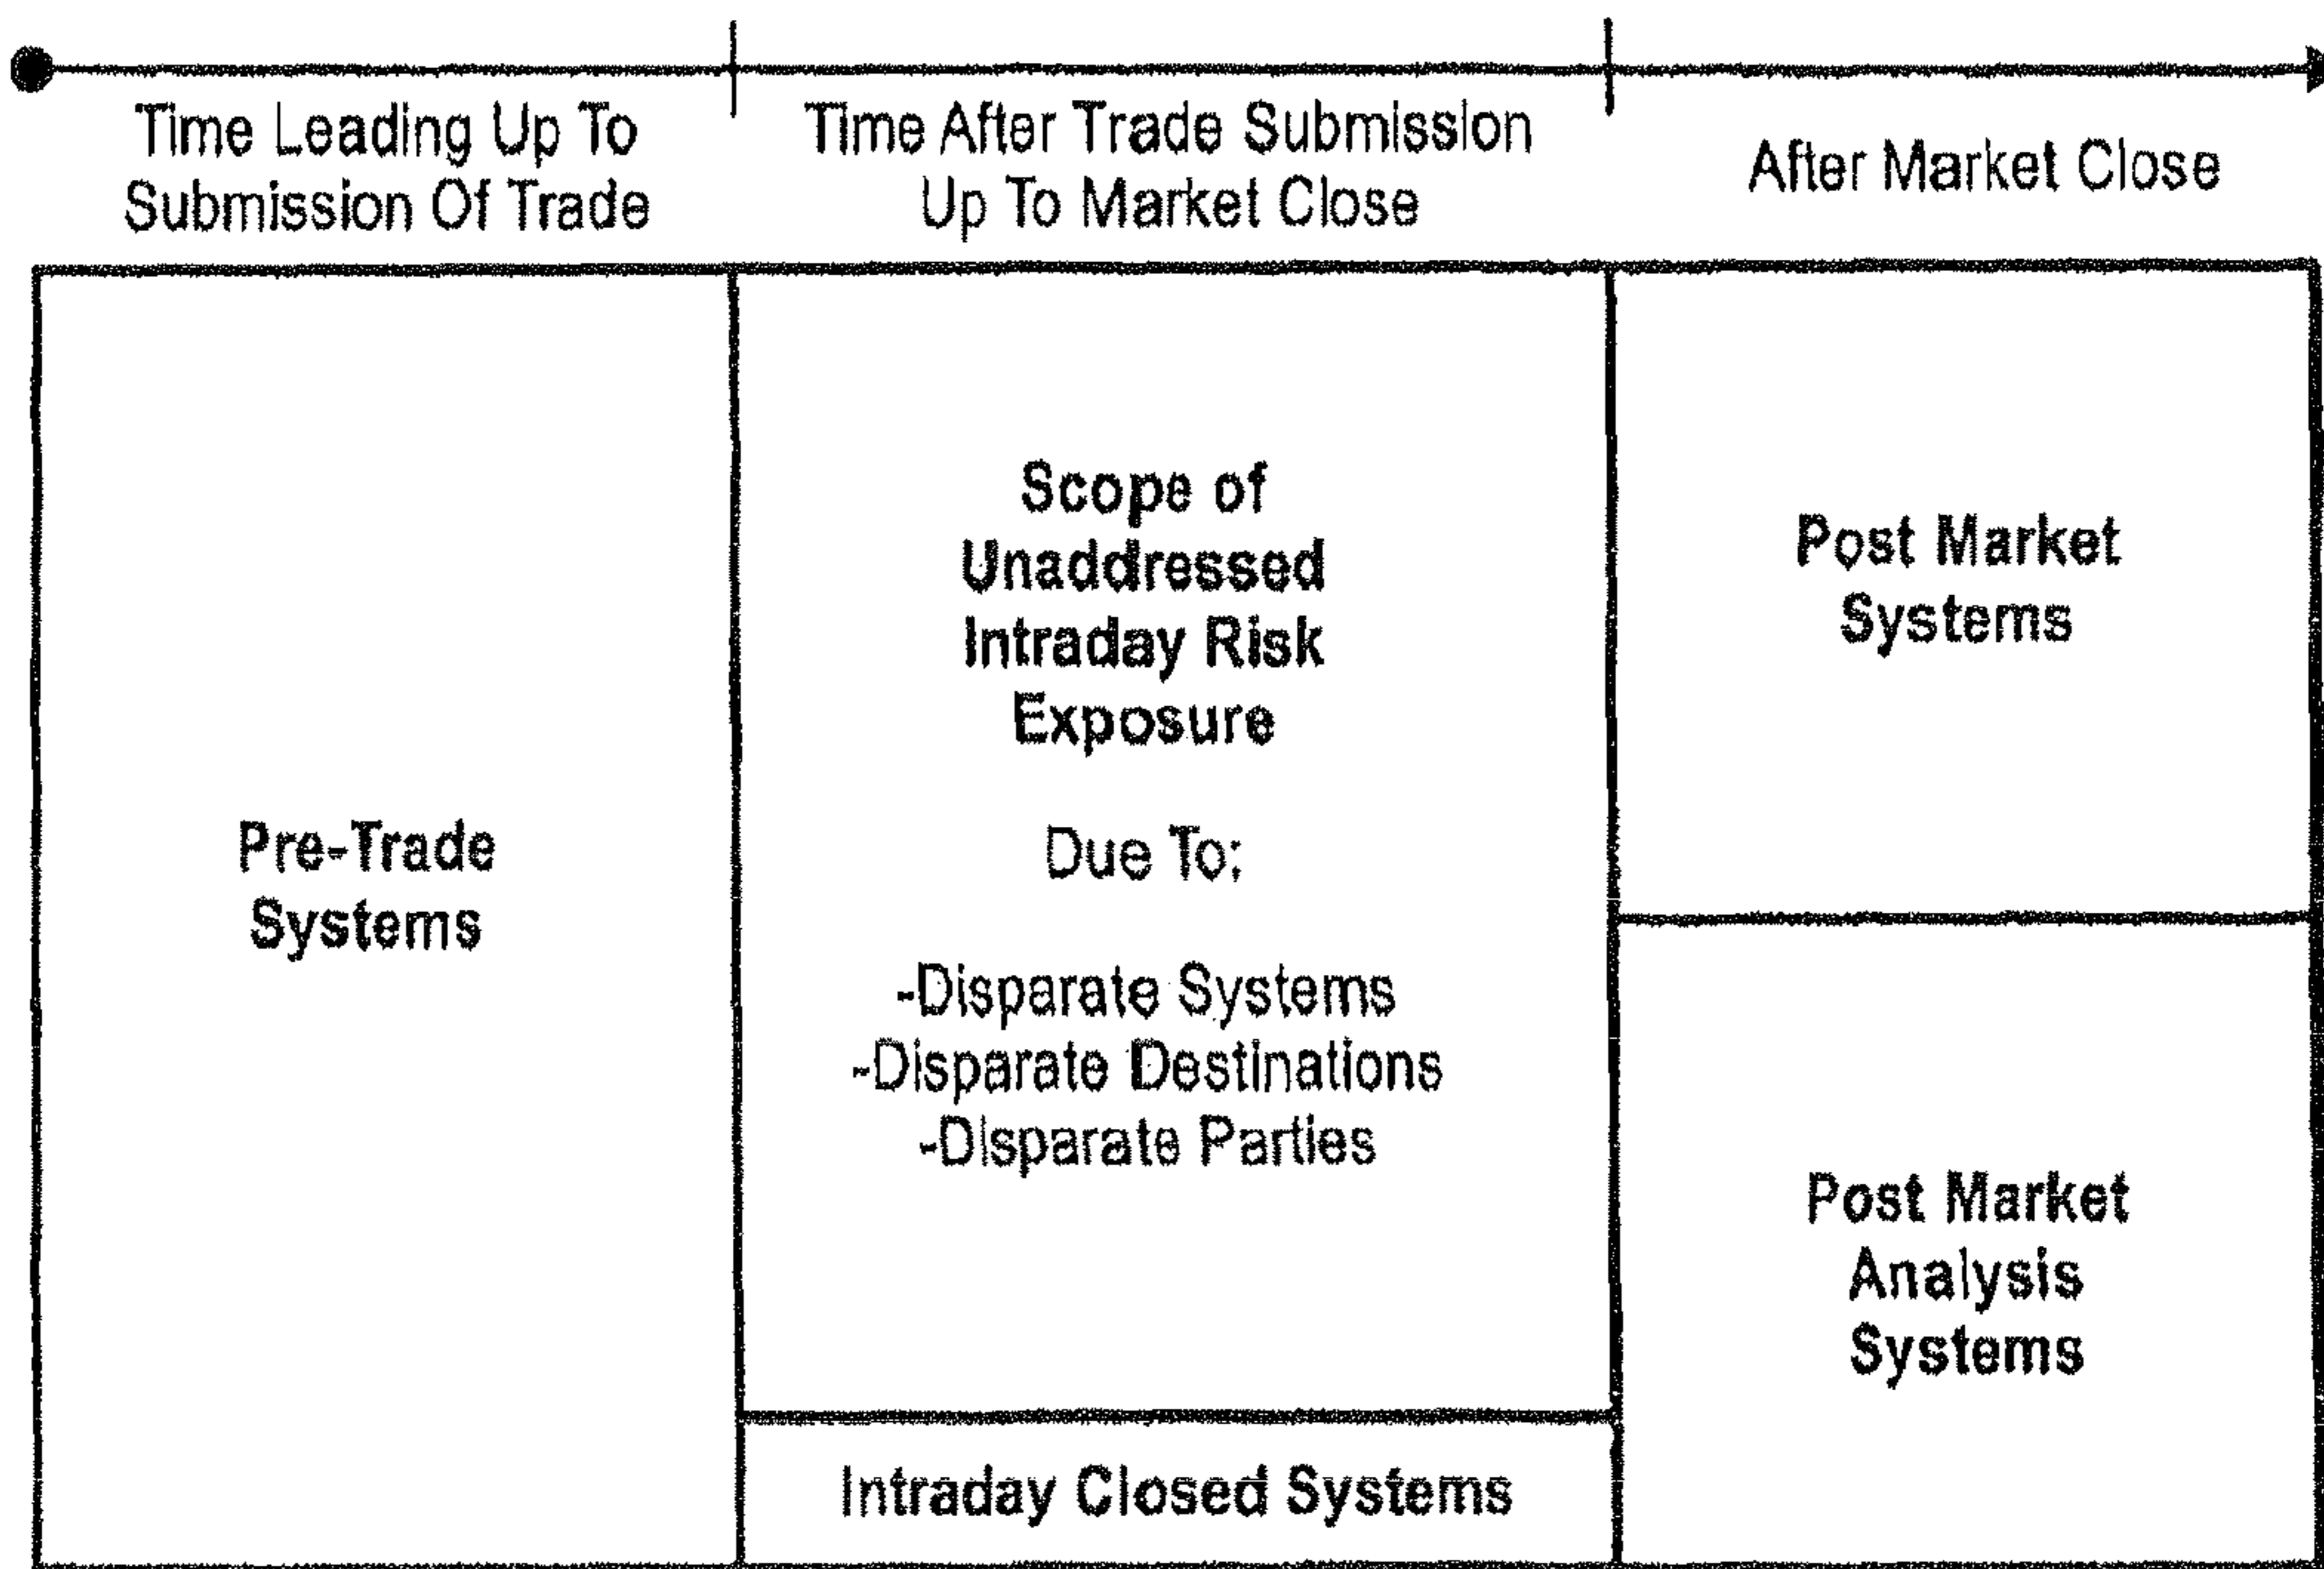 Time Leading Up To
Submission Of Trade
Time After Trade Submission
Up To Market Close
After Market Close
Pre-Trade
Systems
Scope of
Unaddressed
Intraday Risk
Exposure
Due To:
-Disparate Systems
-Disparate Destinations
-Disparate Parties
Intraday Closed Systems
Post Market
Systems
Post Market
Analysis
Systems